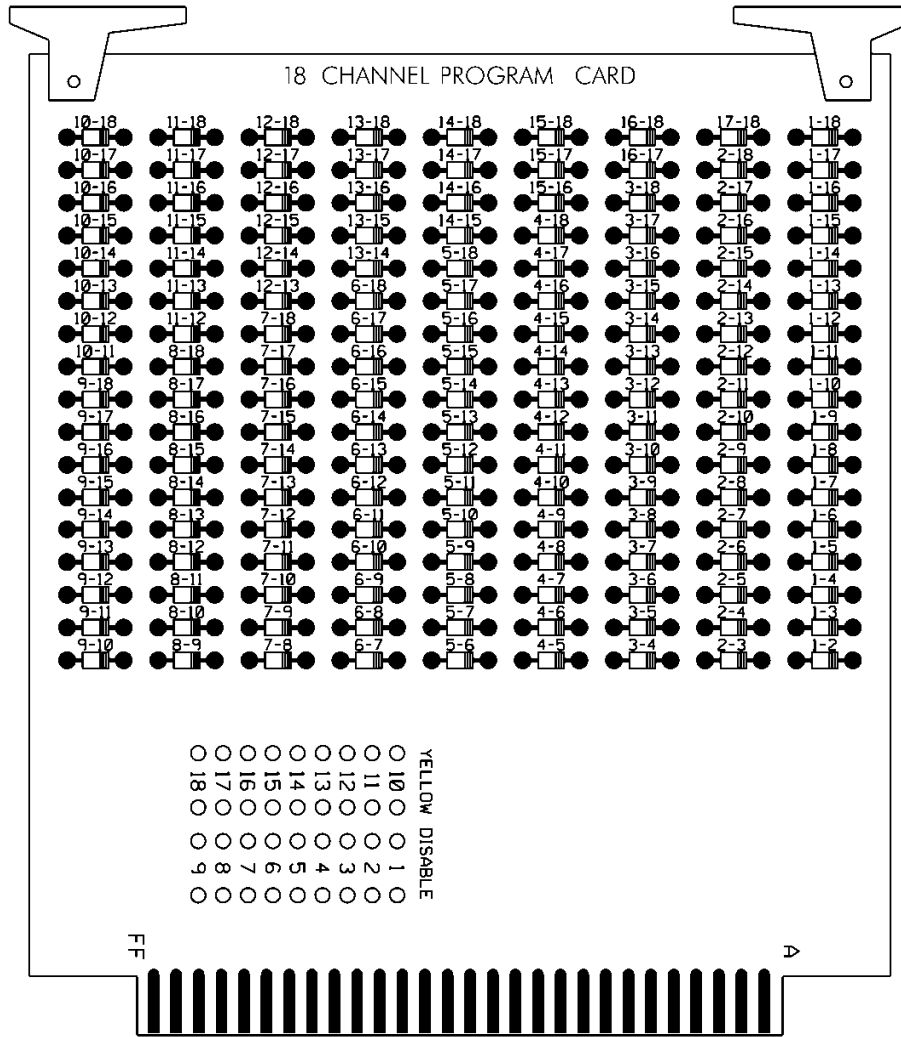 18 CHANNEL PROGRAM CARD
10-18 11-18 12-18 13-18 14-18 15-18 16-18 17-18 1-18
10-17 11-17 12-17 13-17 14-17 15-17 16-17 2-18 1-17
10-16 11-16 12-16 13-16 14-16 15-16 3-18 2-17 1-16
10-15 11-15 12-15 13-15 14-15 4-18 3-17 2-16 1-15
10-14 11-14 12-14 13-14 5-18 4-17 3-16 2-15 1-14
10-13 11-13 12-13 6-18 5-17 4-16 3-15 2-14 1-13
10-12 11-12 7-18 6-17 5-16 4-15 3-14 2-13 1-12
10-11 8-18 7-17 6-16 5-15 4-14 3-13 2-12 1-11
9-18 8-17 7-16 6-15 5-14 4-13 3-12 2-11 1-10
9-17 8-16 7-15 6-14 5-13 4-12 3-11 2-10 1-9
9-16 8-15 7-14 6-13 5-12 4-11 3-10 2-9 1-8
9-15 8-14 7-13 6-12 5-11 4-10 3-9 2-8 1-7
9-14 8-13 7-12 6-11 5-10 4-9 3-8 2-7 1-6
9-13 8-12 7-11 6-10 5-9 4-8 3-7 2-6 1-5
9-12 8-11 7-10 6-9 5-8 4-7 3-6 2-5 1-4
9-11 8-10 7-9 6-8 5-7 4-6 3-5 2-4 1-3
9-10 8-9 7-8 6-7 5-6 4-5 3-4 2-3 1-2
YELLOW DISABLE
10 1
11 2
12 3
13 4
14 5
15 6
16 7
17 8
18 9
FF
A